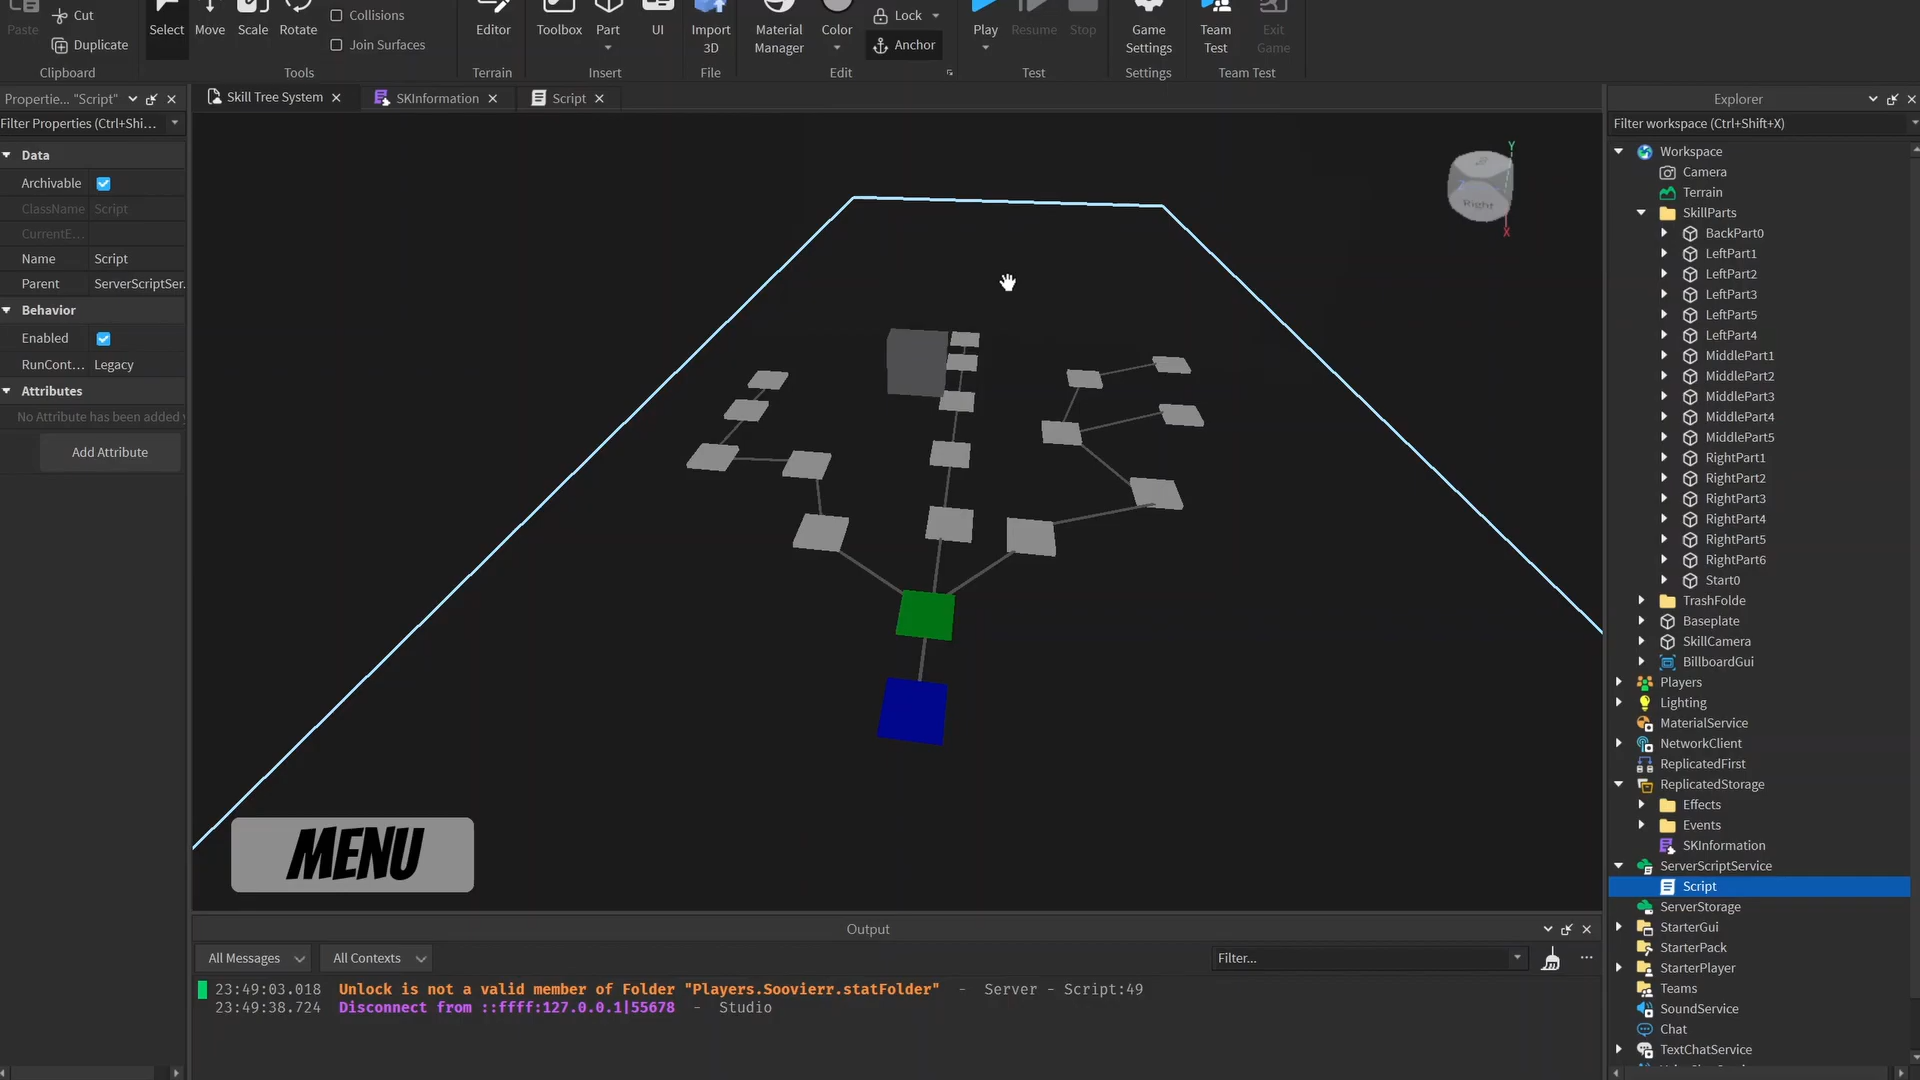 Paste
Cut
Duplicate
Clipboard
Select
Move
Scale
Rotate
Collisions
Join Surfaces
Tools
Editor
Terrain
Toolbox
Part
UI
Insert
Import
3D
File
Material
Manager
Color
Lock
Anchor
Edit
Play
Resume
Stop
Test
Game
Settings
Settings
Team
Test
Exit
Game
Team Test
Propertie... "Script"
Filter Properties (Ctrl+Shi...
Data
Archivable
ClassName Script
CurrentE...
Name Script
Parent ServerScriptSer.
Behavior
Enabled
RunCont... Legacy
Attributes
No Attribute has been added
Add Attribute
Skill Tree System
SKInformation
Script
Y
Right
X
MENU
Output
All Messages
All Contexts
Filter...
23:49:03.018 Unlock is not a valid member of Folder "Players.Soovierr.statFolder" - Server - Script:49
23:49:38.724 Disconnect from ::ffff:127.0.0.1|55678 - Studio
Explorer
Filter workspace (Ctrl+Shift+X)
Workspace
Camera
Terrain
SkillParts
BackPart0
LeftPart1
LeftPart2
LeftPart3
LeftPart5
LeftPart4
MiddlePart1
MiddlePart2
MiddlePart3
MiddlePart4
MiddlePart5
RightPart1
RightPart2
RightPart3
RightPart4
RightPart5
RightPart6
Start0
TrashFolde
Baseplate
SkillCamera
BillboardGui
Players
Lighting
MaterialService
NetworkClient
ReplicatedFirst
ReplicatedStorage
Effects
Events
SKInformation
ServerScriptService
Script
ServerStorage
StarterGui
StarterPack
StarterPlayer
Teams
SoundService
Chat
TextChatService